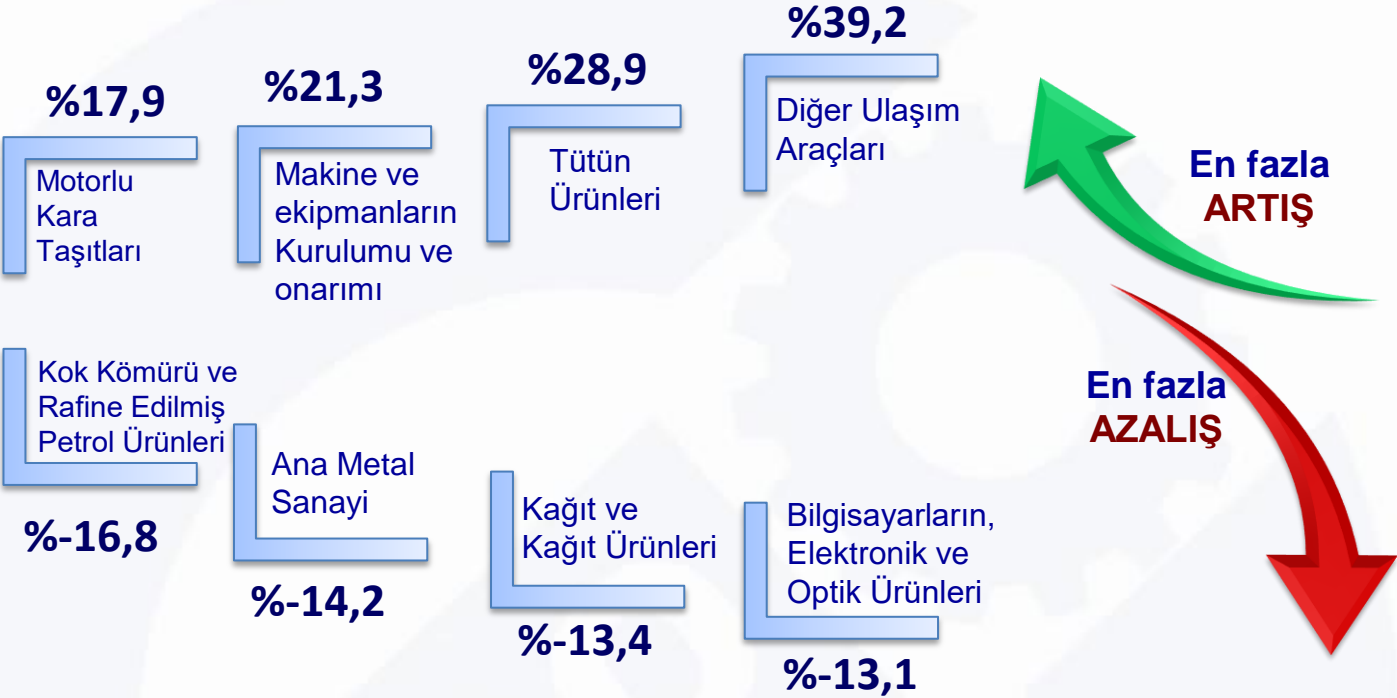 %17,9
Motorlu
Kara
Taşıtları
%21,3
Makine ve
ekipmanların
Kurulumu ve
onarımı
%28,9
Tütün
Ürünleri
%39,2
Diğer Ulaşım
Araçları
En fazla
ARTIŞ
Kok Kömürü ve
Rafine Edilmiş
Petrol Ürünleri
%-16,8
Ana Metal
Sanayi
%-14,2
Kağıt ve
Kağıt Ürünleri
%-13,4
Bilgisayarların,
Elektronik ve
Optik Ürünleri
%-13,1
En fazla
AZALIŞ